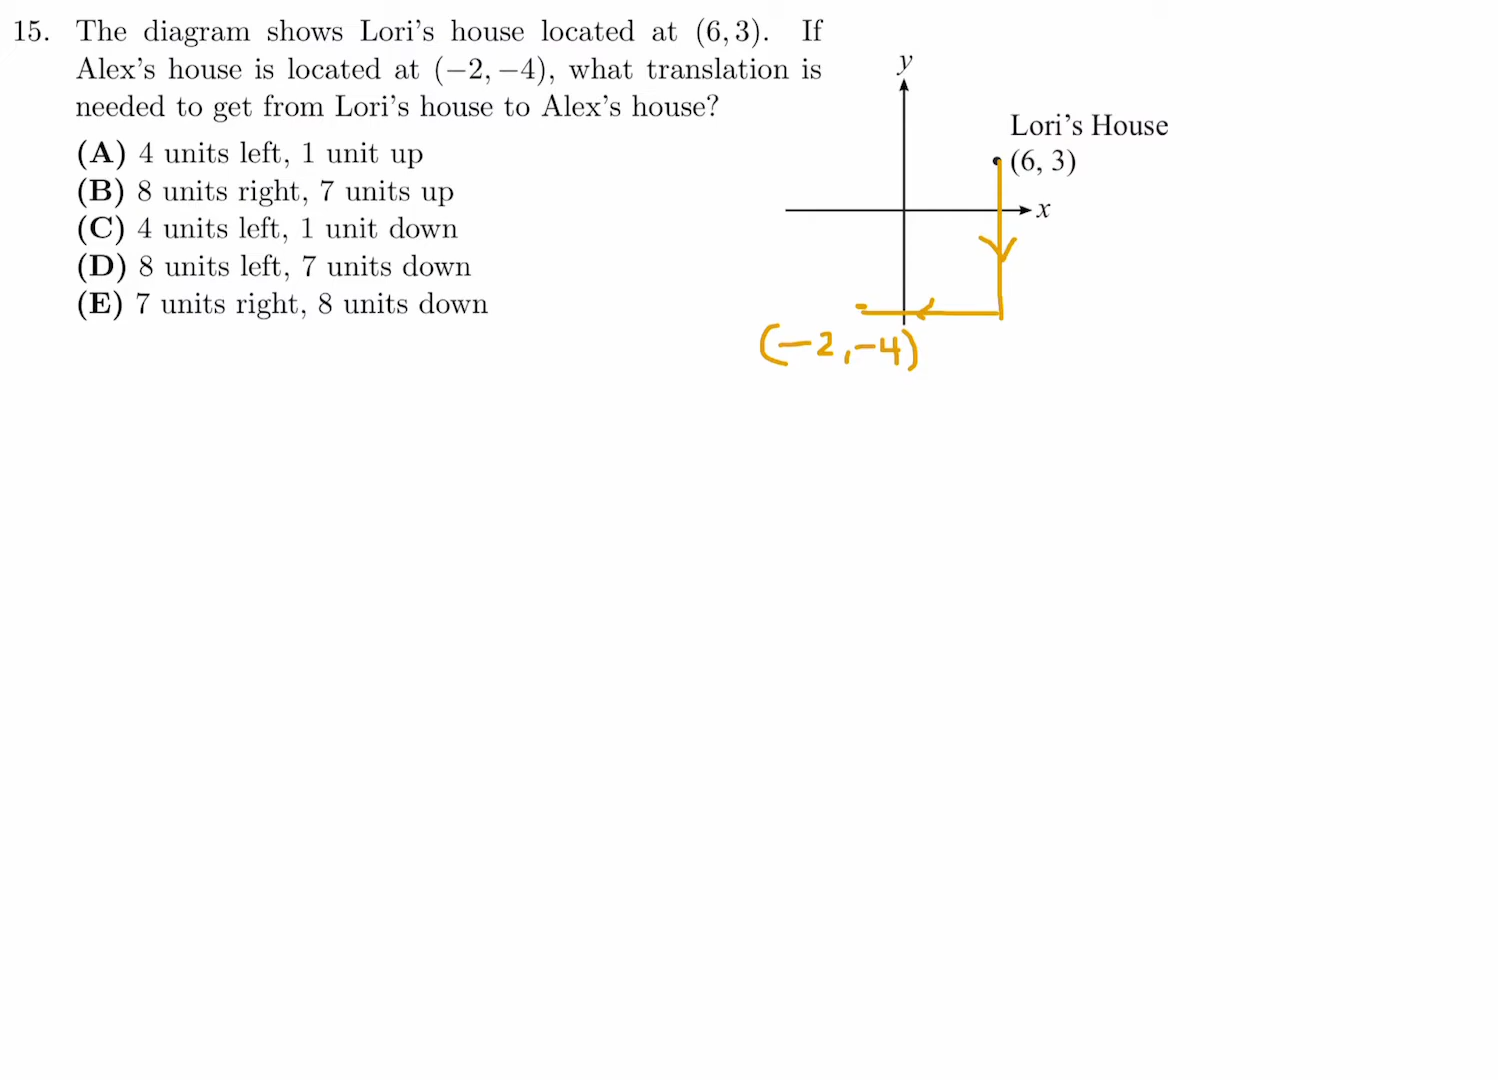 15. The diagram shows Lori's house located at (6, 3). If
Alex's house is located at (−2, −4), what translation is
needed to get from Lori's house to Alex's house?
(A) 4 units left, 1 unit up
(B) 8 units right, 7 units up
(C) 4 units left, 1 unit down
(D) 8 units left, 7 units down
(E) 7 units right, 8 units down
y
Lori's House
(6, 3)
x
(−2, −4)